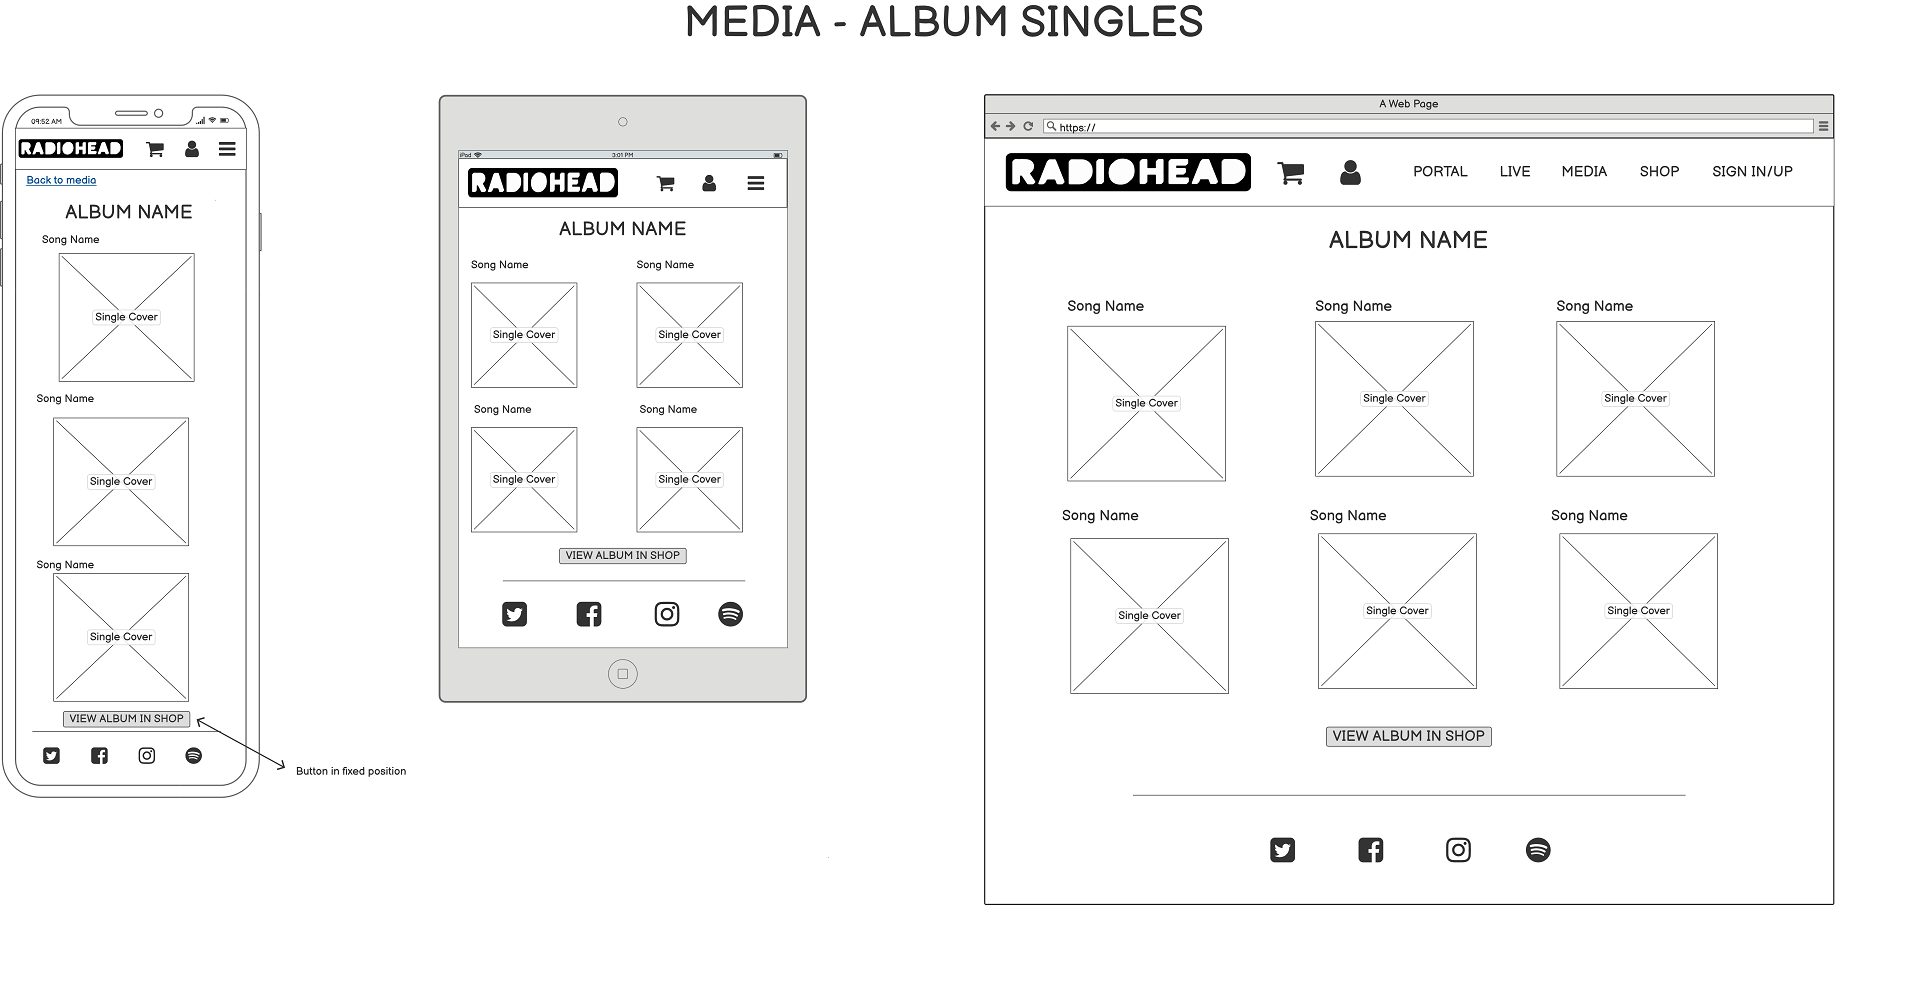 MEDIA - ALBUM SINGLES
09:52 AM
RADIOHEAD
Back to media
ALBUM NAME
Song Name
Single Cover
Song Name
Single Cover
Song Name
Single Cover
VIEW ALBUM IN SHOP
Button in fixed position
iPad
3:01 PM
RADIOHEAD
ALBUM NAME
Song Name Song Name
Single Cover Single Cover
Song Name Song Name
Single Cover Single Cover
VIEW ALBUM IN SHOP
A Web Page
https://
RADIOHEAD PORTAL LIVE MEDIA SHOP SIGN IN/UP
ALBUM NAME
Song Name Song Name Song Name
Single Cover Single Cover Single Cover
Song Name Song Name Song Name
Single Cover Single Cover Single Cover
VIEW ALBUM IN SHOP